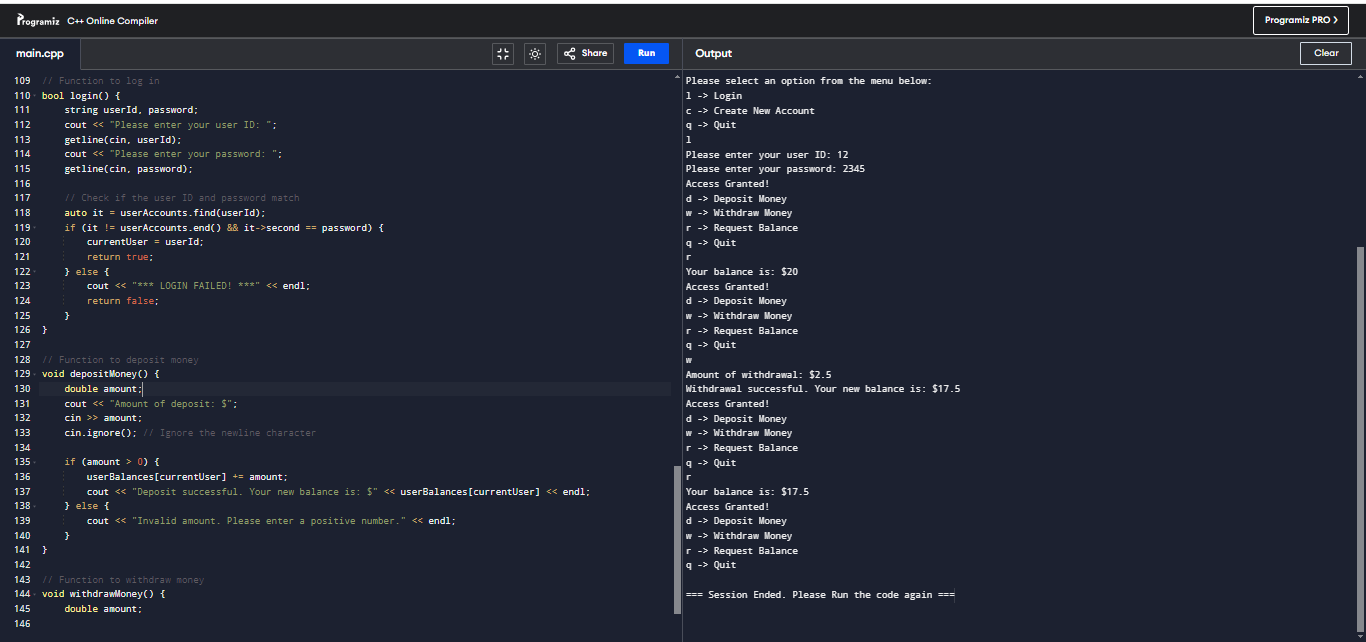 Programiz C++ Online Compiler
Programiz PRO >
main.cpp
Share
Run
Output
Clear
109 // Function to log in
110 bool login() {
111     string userId, password;
112     cout << "Please enter your user ID: ";
113     getline(cin, userId);
114     cout << "Please enter your password: ";
115     getline(cin, password);
116
117     // Check if the user ID and password match
118     auto it = userAccounts.find(userId);
119     if (it != userAccounts.end() && it->second == password) {
120         currentUser = userId;
121         return true;
122     } else {
123         cout << "*** LOGIN FAILED! ***" << endl;
124         return false;
125     }
126 }
127
128 // Function to deposit money
129 void depositMoney() {
130     double amount;
131     cout << "Amount of deposit: $";
132     cin >> amount;
133     cin.ignore(); // Ignore the newline character
134
135     if (amount > 0) {
136         userBalances[currentUser] += amount;
137         cout << "Deposit successful. Your new balance is: $" << userBalances[currentUser] << endl;
138     } else {
139         cout << "Invalid amount. Please enter a positive number." << endl;
140     }
141 }
142
143 // Function to withdraw money
144 void withdrawMoney() {
145     double amount;
146
Please select an option from the menu below:
l -> Login
c -> Create New Account
q -> Quit
l
Please enter your user ID: 12
Please enter your password: 2345
Access Granted!
d -> Deposit Money
w -> Withdraw Money
r -> Request Balance
q -> Quit
r
Your balance is: $20
Access Granted!
d -> Deposit Money
w -> Withdraw Money
r -> Request Balance
q -> Quit
w
Amount of withdrawal: $2.5
Withdrawal successful. Your new balance is: $17.5
Access Granted!
d -> Deposit Money
w -> Withdraw Money
r -> Request Balance
q -> Quit
r
Your balance is: $17.5
Access Granted!
d -> Deposit Money
w -> Withdraw Money
r -> Request Balance
q -> Quit
=== Session Ended. Please Run the code again ===